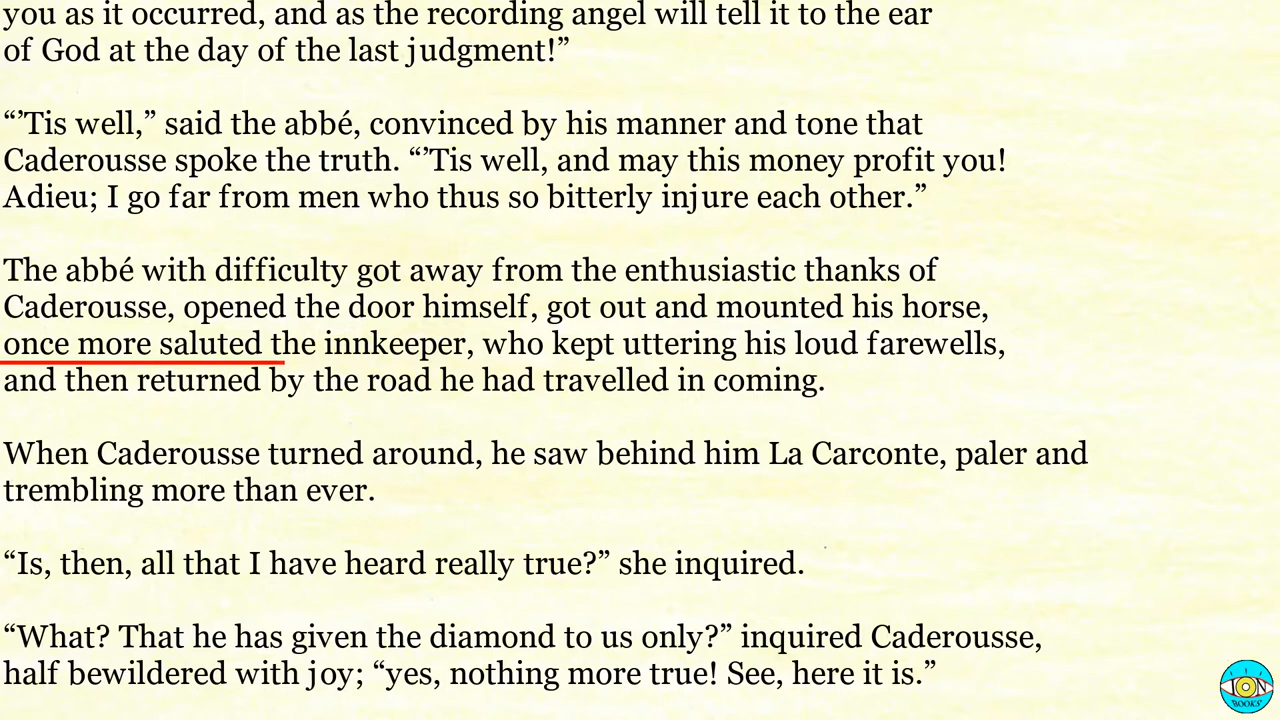 you as it occurred, and as the recording angel will tell it to the ear
of God at the day of the last judgment!”
“’Tis well,” said the abbé, convinced by his manner and tone that
Caderousse spoke the truth. “’Tis well, and may this money profit you!
Adieu; I go far from men who thus so bitterly injure each other.”
The abbé with difficulty got away from the enthusiastic thanks of
Caderousse, opened the door himself, got out and mounted his horse,
once more saluted the innkeeper, who kept uttering his loud farewells,
and then returned by the road he had travelled in coming.
When Caderousse turned around, he saw behind him La Carconte, paler and
trembling more than ever.
“Is, then, all that I have heard really true?” she inquired.
“What? That he has given the diamond to us only?” inquired Caderousse,
half bewildered with joy; “yes, nothing more true! See, here it is.”
ION
BOOKS